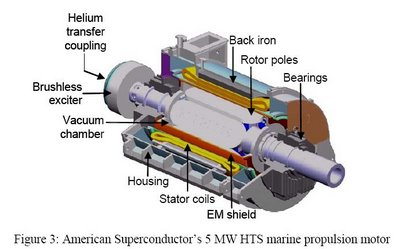 Helium
transfer
coupling
Back iron
Rotor poles
Bearings
Brushless
exciter
Vacuum
chamber
Housing
Stator coils
EM shield
Figure 3: American Superconductor's 5 MW HTS marine propulsion motor